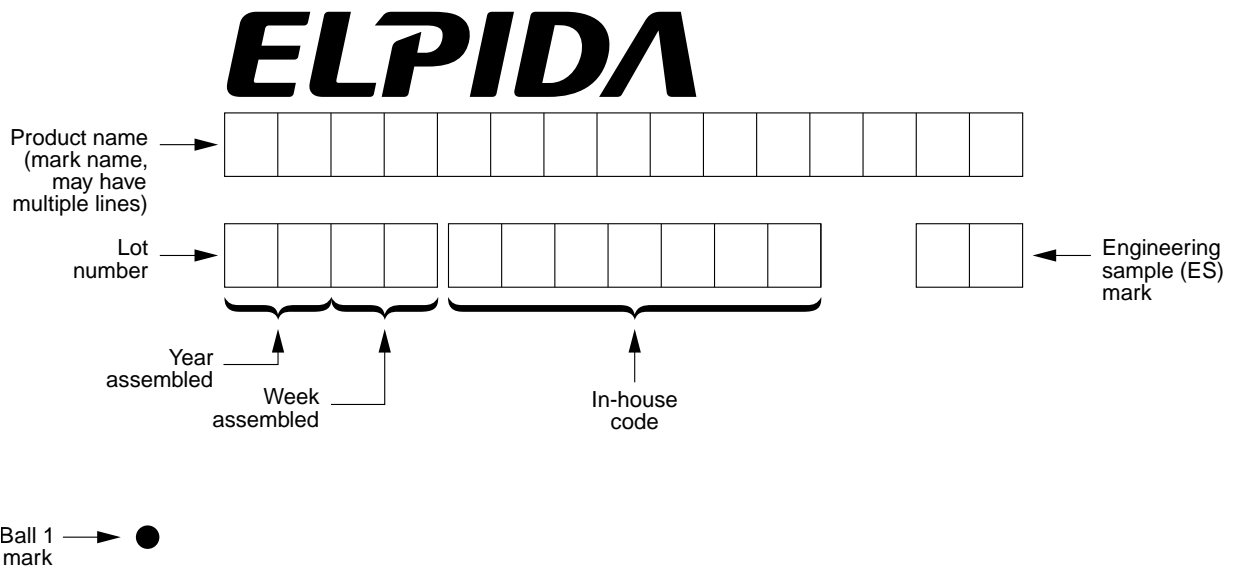 ELPIDA
Product name
(mark name,
may have
multiple lines)
Lot
number
Engineering
sample (ES)
mark
Year
assembled
Week
assembled
In-house
code
Ball 1
mark